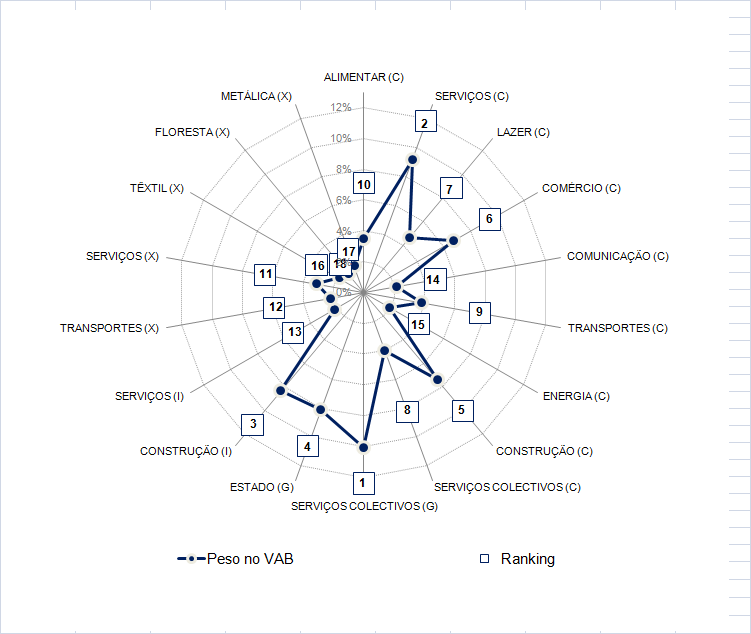 ALIMENTAR (C)
METÁLICA (X)
SERVIÇOS (C)
12%
2
FLORESTA (X)
LAZER (C)
10%
8%
10
7
TÊXTIL (X)
COMÉRCIO (C)
6%
6
4%
17
SERVIÇOS (X)
COMUNICAÇÃO (C)
16
18
11
14
0%
12
9
TRANSPORTES (X)
TRANSPORTES (C)
13
15
SERVIÇOS (I)
ENERGIA (C)
8
5
3
4
CONSTRUÇÃO (I)
CONSTRUÇÃO (C)
1
ESTADO (G)
SERVIÇOS COLECTIVOS (C)
SERVIÇOS COLECTIVOS (G)
Peso no VAB
Ranking